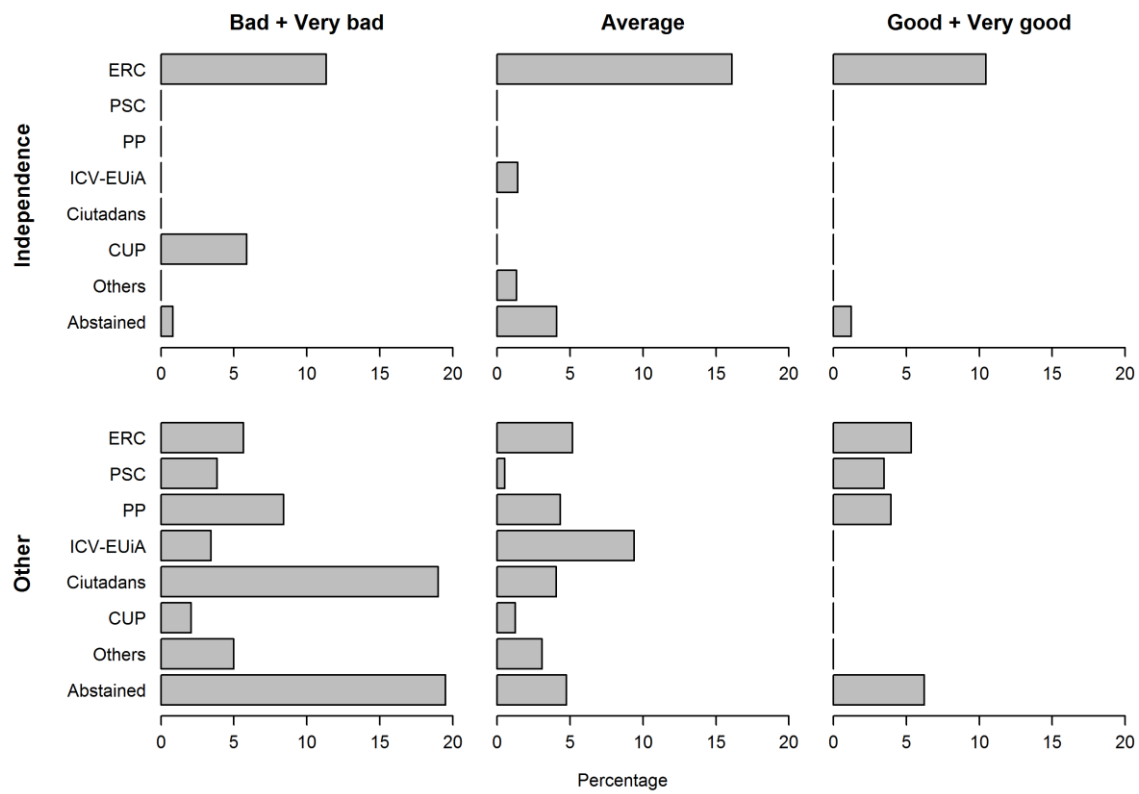 Bad + Very bad Average Good + Very good
Independence
ERC
PSC
PP
ICV-EUiA
Ciutadans
CUP
Others
Abstained
0 5 10 15 20 0 5 10 15 20 0 5 10 15 20
Other
ERC
PSC
PP
ICV-EUiA
Ciutadans
CUP
Others
Abstained
0 5 10 15 20 0 5 10 15 20 0 5 10 15 20
Percentage